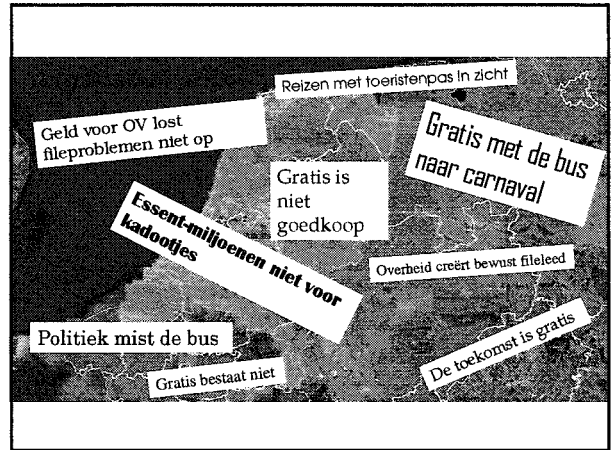 Reizen met toeristenpas in zicht
Geld voor OV lost
fileproblemen niet op
Gratis met de bus
naar carnaval
Gratis is
niet
goedkoop
Essent-miljoenen niet voor
kadootjes
Overheid creërt bewust fileleed
Politiek mist de bus
De toekomst is gratis
Gratis bestaat niet